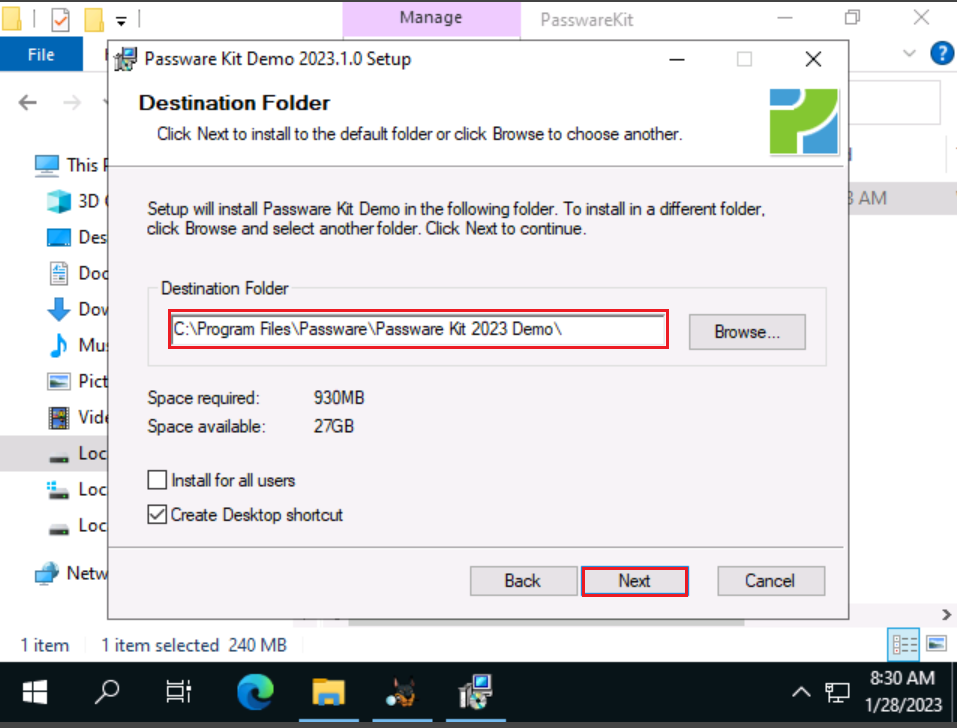 Manage
PasswareKit
File
Passware Kit Demo 2023.1.0 Setup
Destination Folder
Click Next to install to the default folder or click Browse to choose another.
This
3D
AM
Setup will install Passware Kit Demo in the following folder. To install in a different folder,
click Browse and select another folder. Click Next to continue.
Des
Doc
Destination Folder
Dow
C:\Program Files\Passware\Passware Kit 2023 Demo\
Browse...
Mus
Pict
Space required: 930MB
Vide
Space available: 27GB
Loc
Install for all users
Loc
Create Desktop shortcut
Loc
Netw
Back
Next
Cancel
1 item
1 item selected 240 MB
8:30 AM
1/28/2023